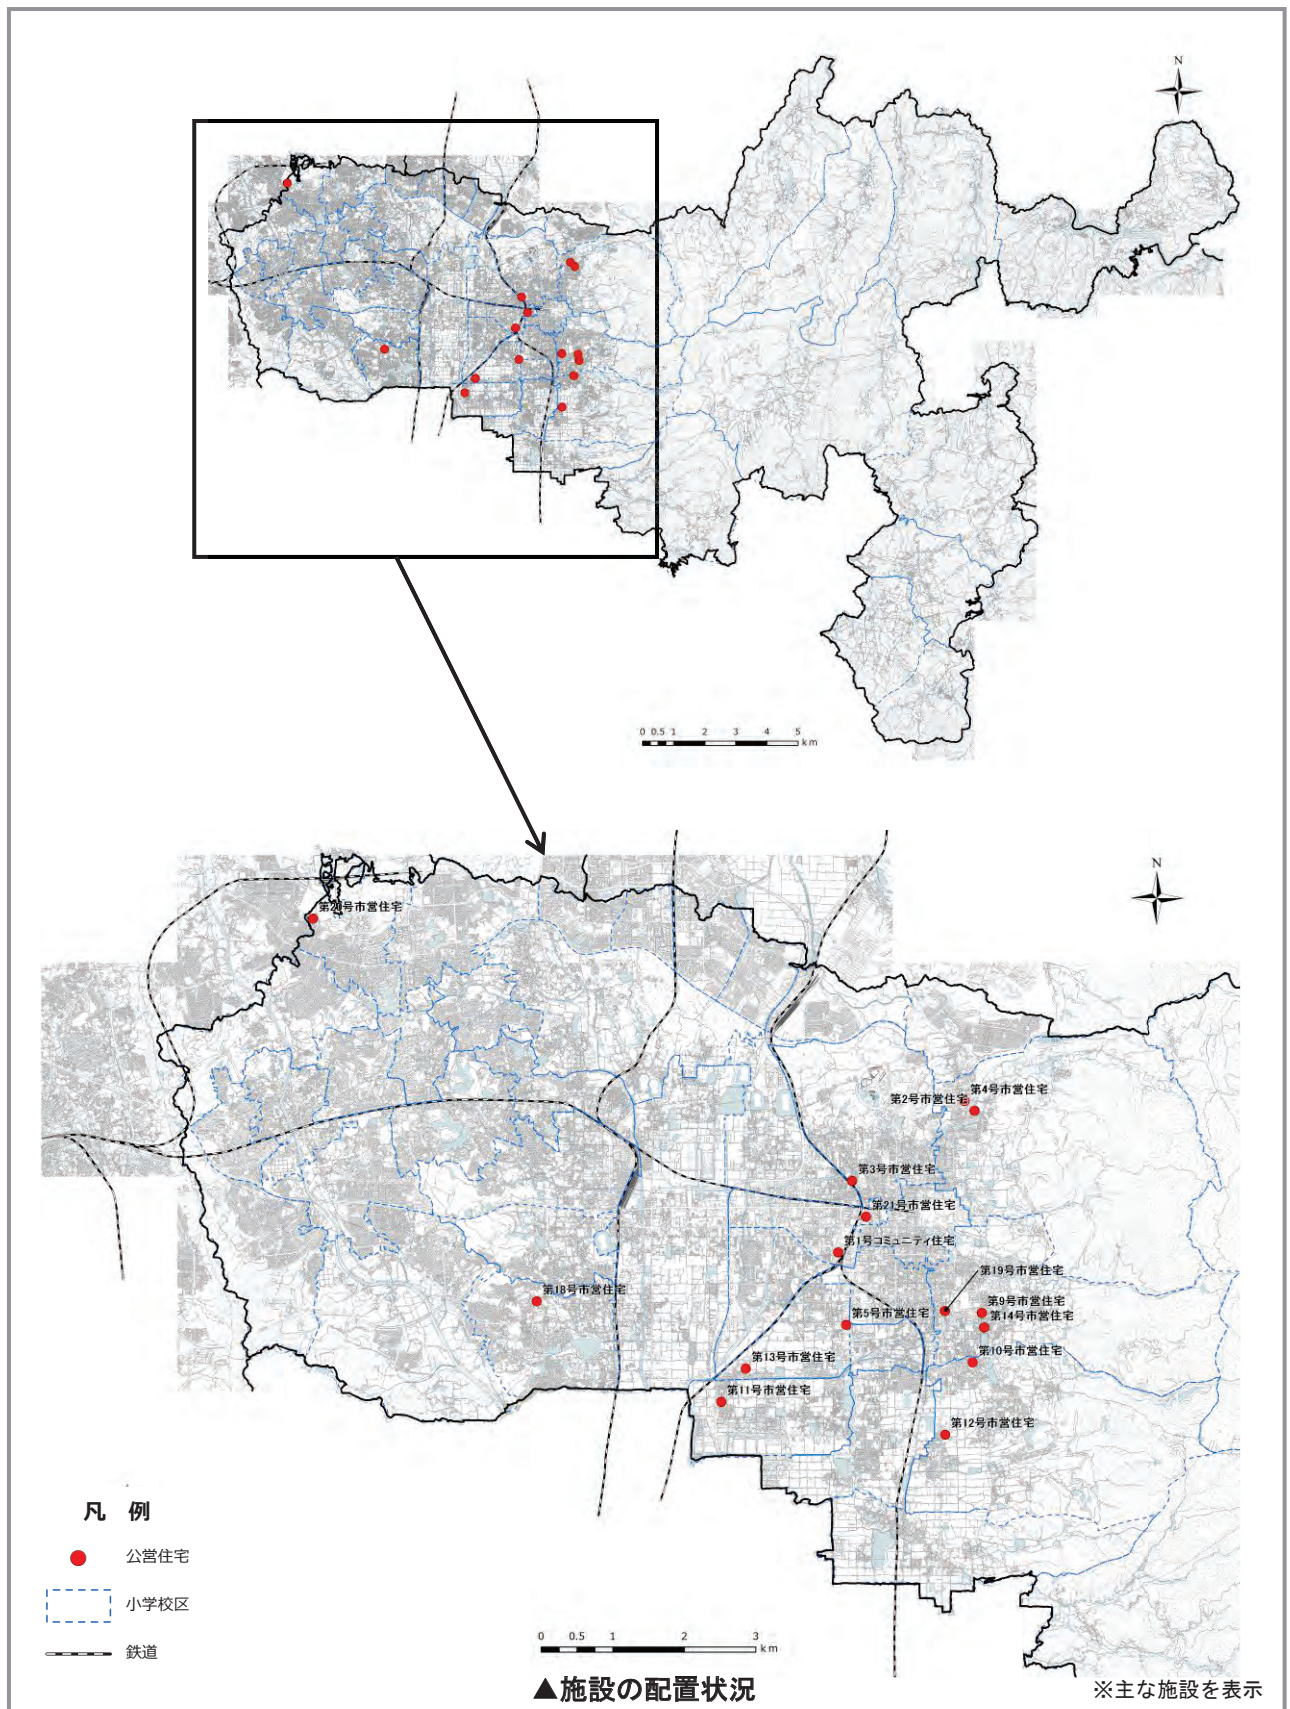 N
0 0.5 1 2 3 4 5
km
N
第20号市営住宅
第4号市営住宅
第2号市営住宅
第3号市営住宅
第21号市営住宅
第1号コミュニティ住宅
第19号市営住宅
第18号市営住宅
第9号市営住宅
第5号市営住宅
第14号市営住宅
第13号市営住宅
第10号市営住宅
第11号市営住宅
第12号市営住宅
凡 例
公営住宅
小学校区
鉄道
0 0.5 1 2 3
km
▲施設の配置状況
※主な施設を表示